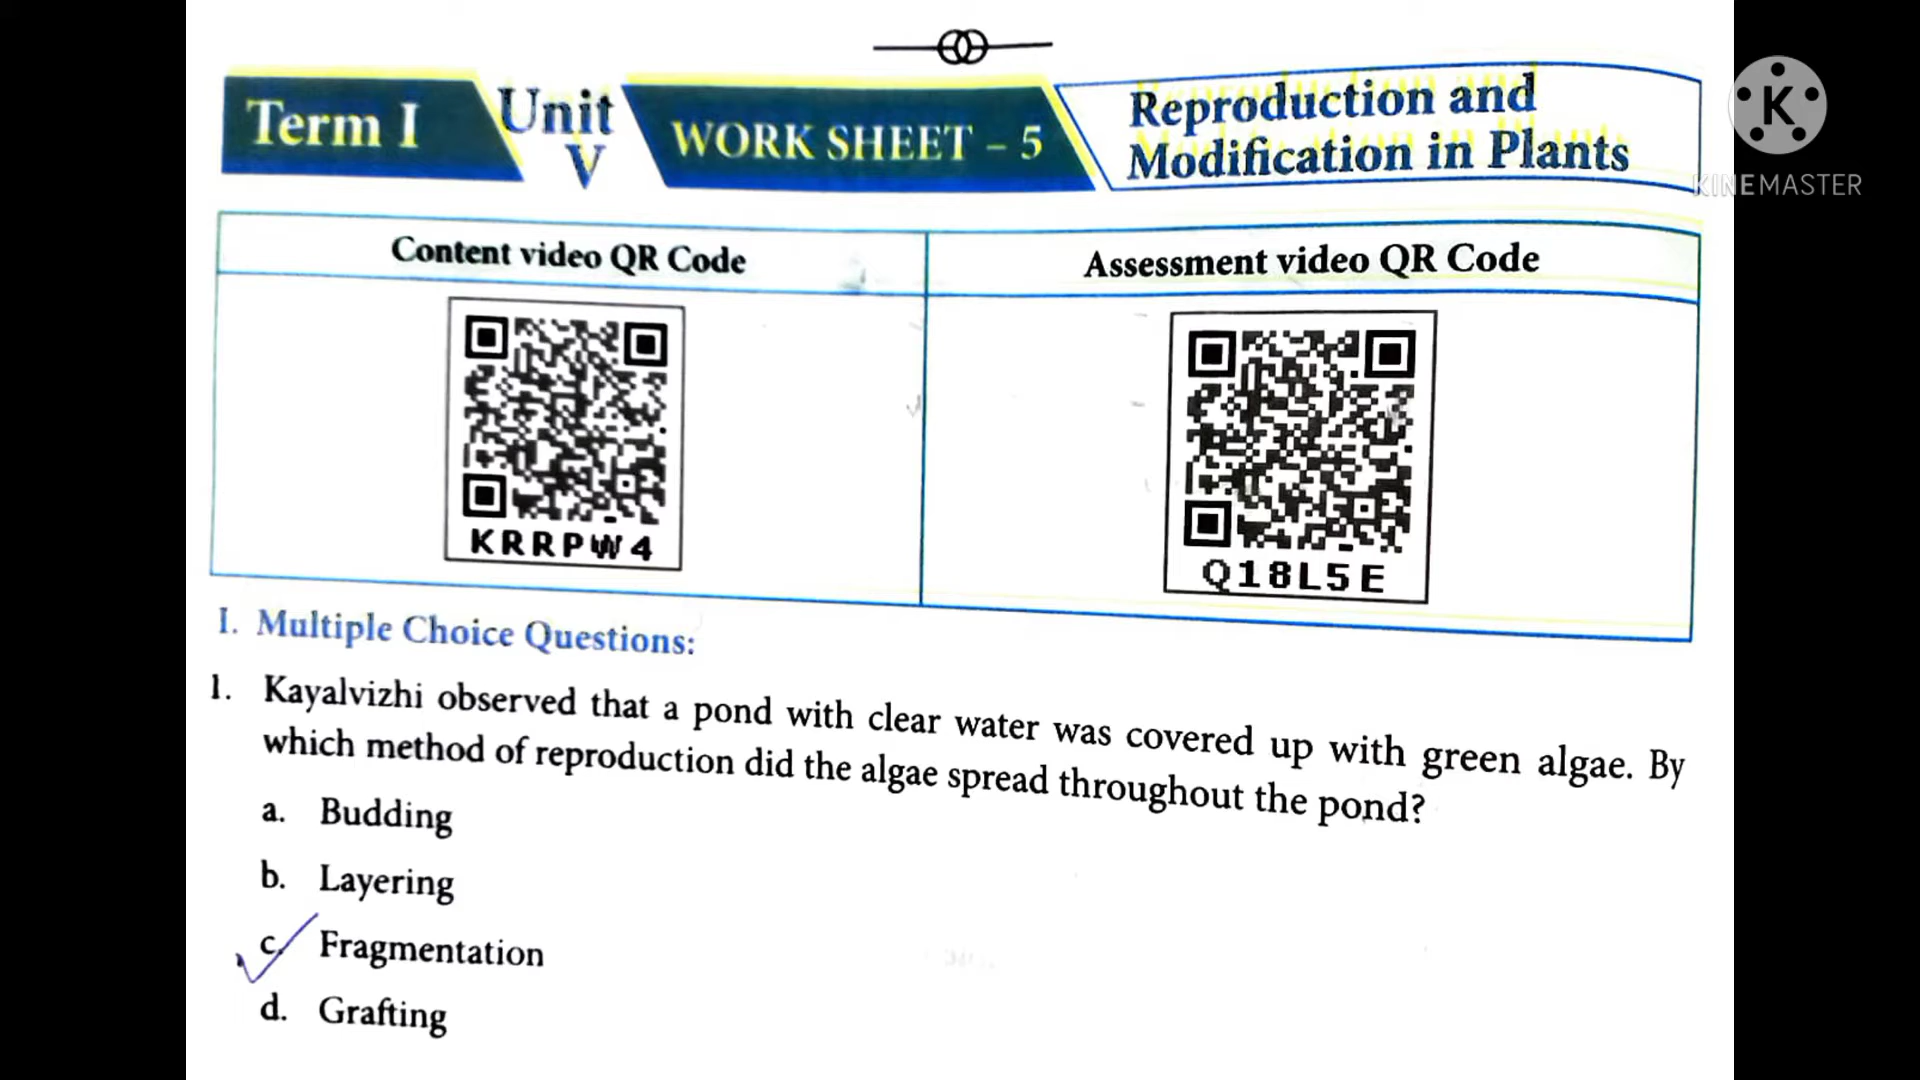 Term I
Unit
V
WORK SHEET – 5
Reproduction and
Modification in Plants
K
KINEMASTER
Content video QR Code
Assessment video QR Code
KRRPW4
Q18L5E
I. Multiple Choice Questions:
1. Kayalvizhi observed that a pond with clear water was covered up with green algae. By
which method of reproduction did the algae spread throughout the pond?
a. Budding
b. Layering
c. Fragmentation
d. Grafting